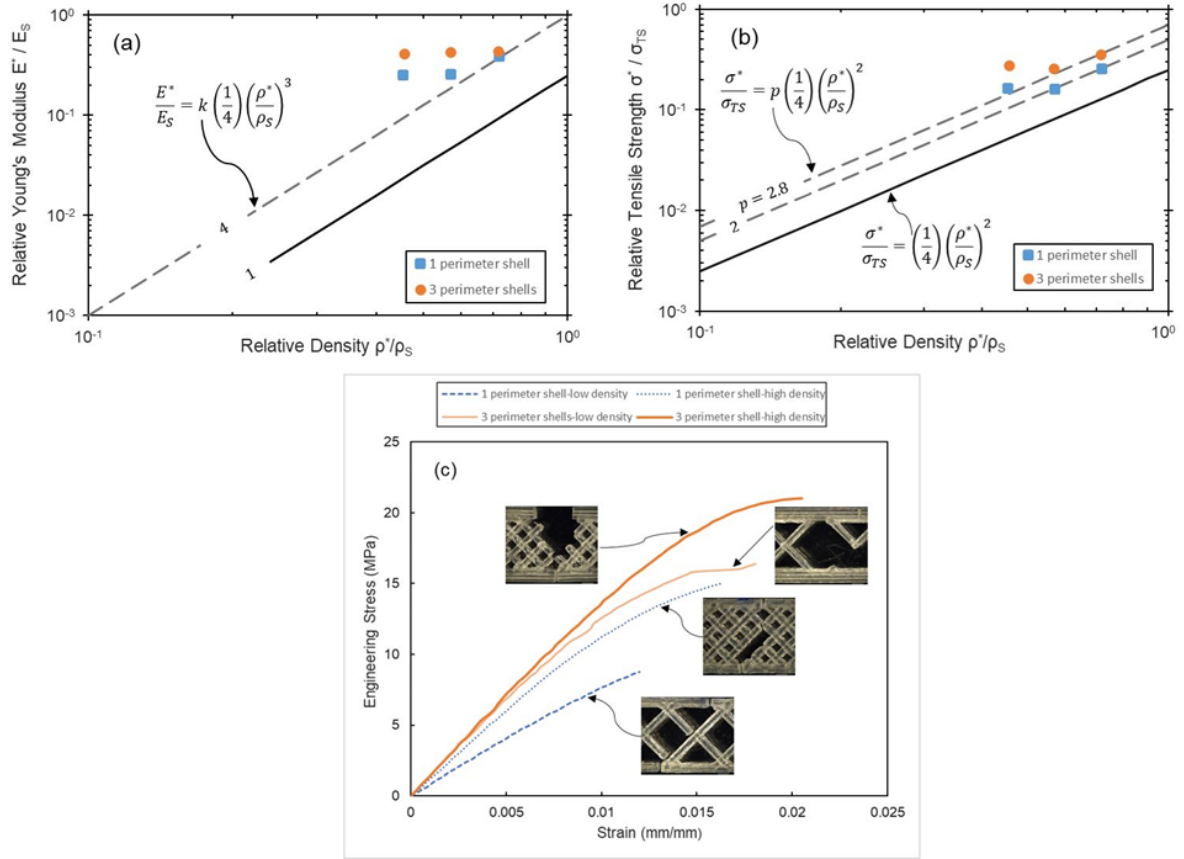 (a)
Relative Young's Modulus E* / E_S
10^0
10^-1
10^-2
10^-3
E*/E_S = k(1/4)(ρ*/ρ_S)^3
4
1
1 perimeter shell
3 perimeter shells
10^-1
10^0
Relative Density ρ*/ρ_S
(b)
Relative Tensile Strength σ* / σ_TS
10^0
10^-1
10^-2
10^-3
σ*/σ_TS = p(1/4)(ρ*/ρ_S)^2
p = 2.8
2
σ*/σ_TS = (1/4)(ρ*/ρ_S)^2
1 perimeter shell
3 perimeter shells
10^-1
10^0
Relative Density ρ*/ρ_S
1 perimeter shell-low density
1 perimeter shell-high density
3 perimeter shells-low density
3 perimeter shell-high density
(c)
Engineering Stress (MPa)
25
20
15
10
5
0
0
0.005
0.01
0.015
0.02
0.025
Strain (mm/mm)